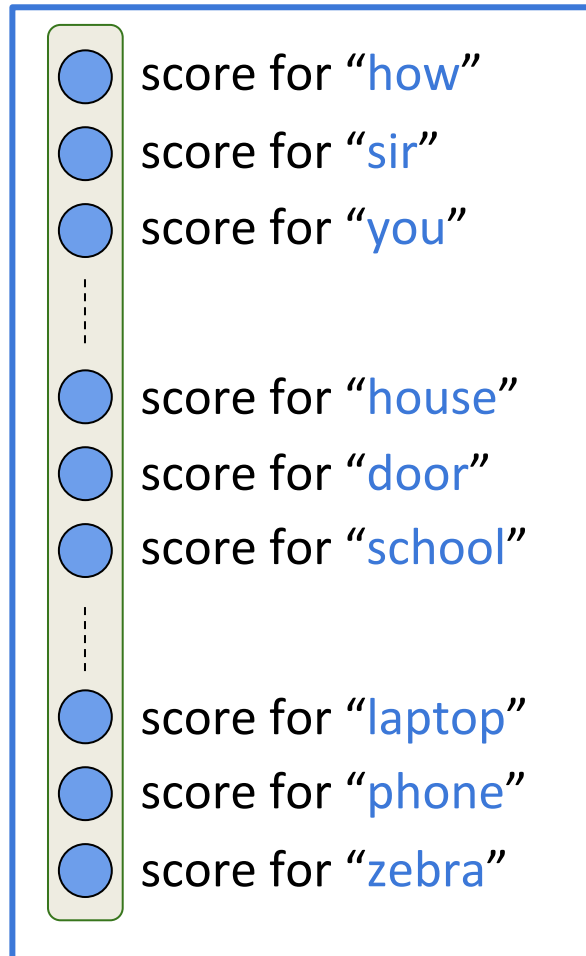 score for “how”
score for “sir”
score for “you”
score for “house”
score for “door”
score for “school”
score for “laptop”
score for “phone”
score for “zebra”